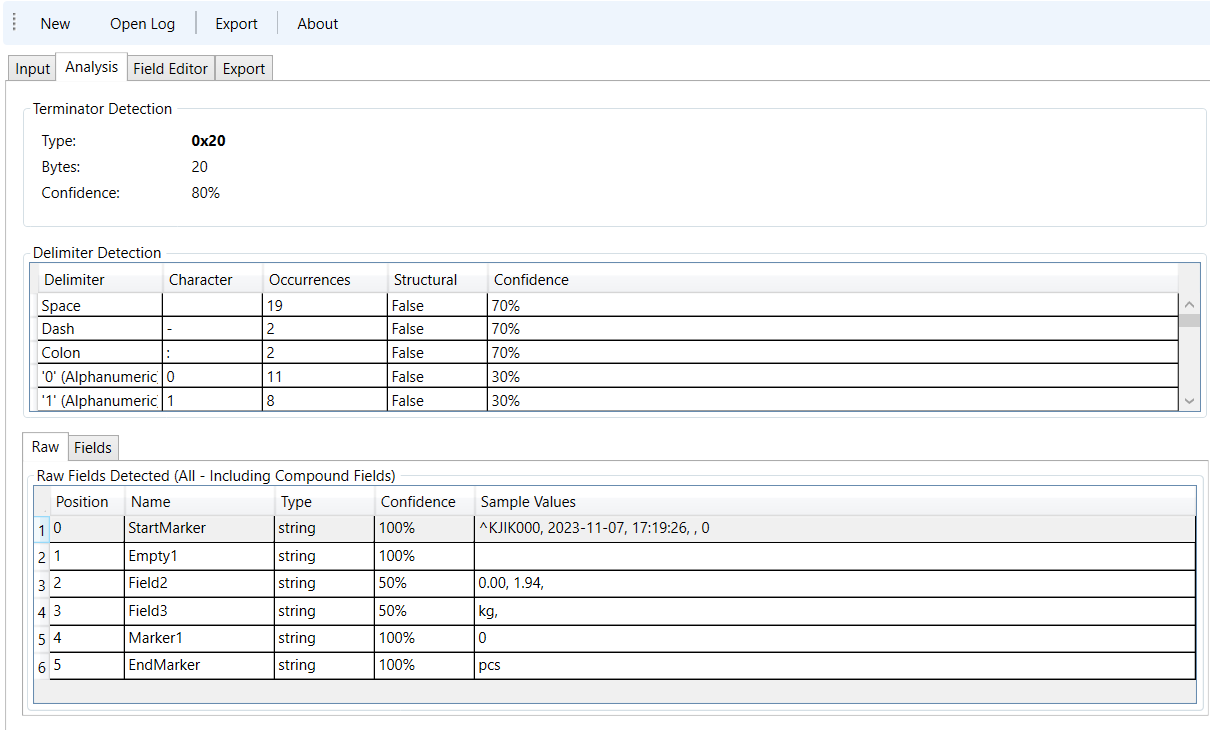 New Open Log Export About
Input Analysis Field Editor Export
Terminator Detection
Type: 0x20
Bytes: 20
Confidence: 80%
Delimiter Detection
Delimiter Character Occurrences Structural Confidence
Space 19 False 70%
Dash - 2 False 70%
Colon : 2 False 70%
'0' (Alphanumeric 0 11 False 30%
'1' (Alphanumeric 1 8 False 30%
Raw Fields
Raw Fields Detected (All - Including Compound Fields)
Position Name Type Confidence Sample Values
1 0 StartMarker string 100% ^KJIK000, 2023-11-07, 17:19:26, , 0
2 1 Empty1 string 100%
3 2 Field2 string 50% 0.00, 1.94,
4 3 Field3 string 50% kg,
5 4 Marker1 string 100% 0
6 5 EndMarker string 100% pcs